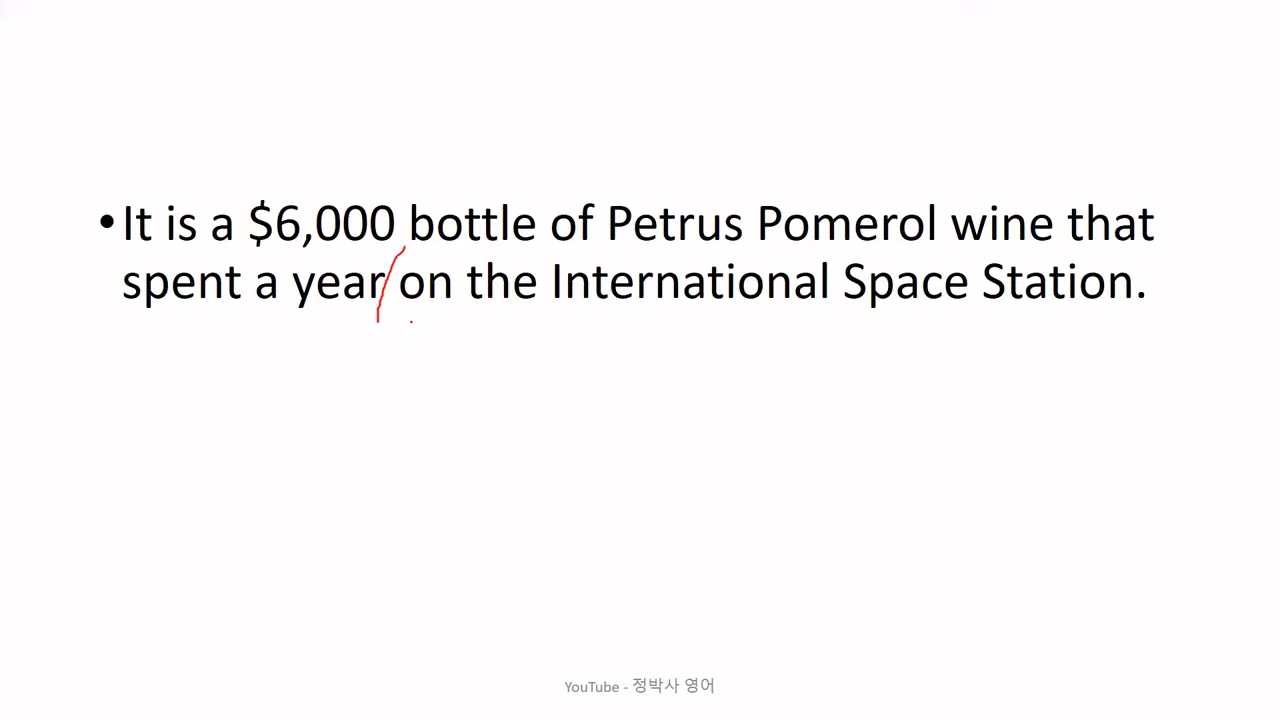 •It is a $6,000 bottle of Petrus Pomerol wine that
spent a year on the International Space Station.
YouTube - 정박사 영어